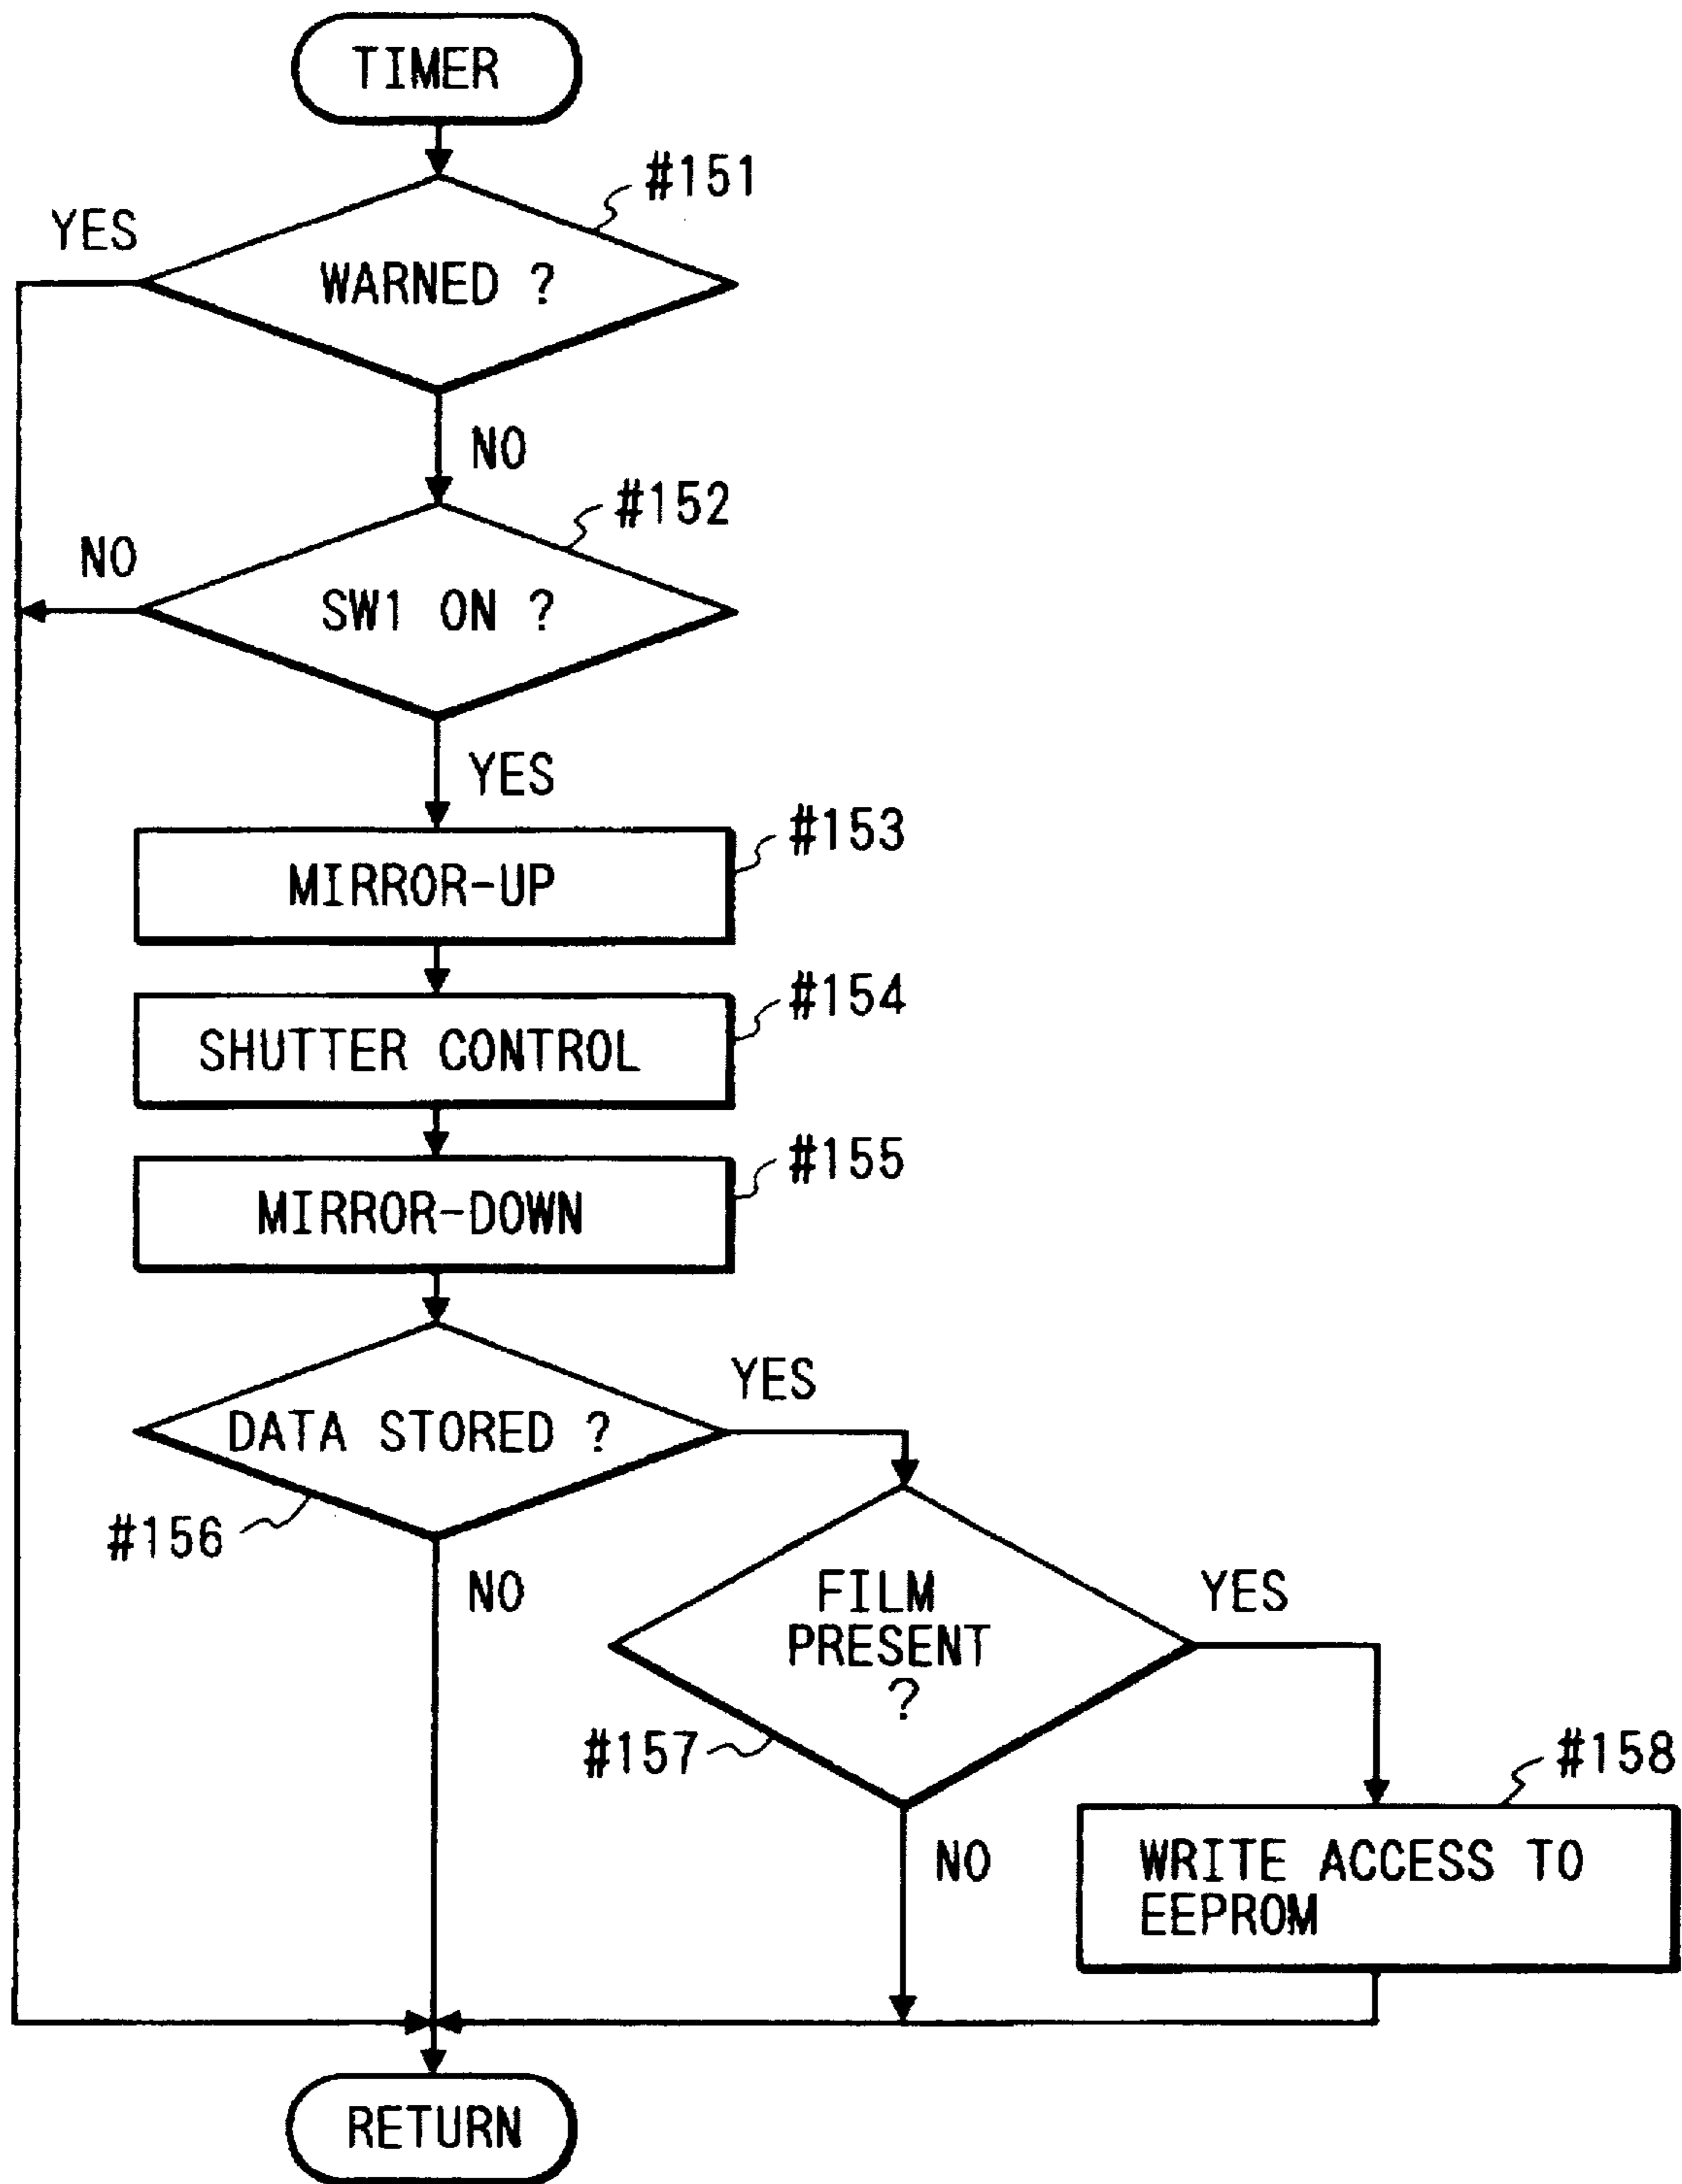 TIMER
#151
YES
WARNED ?
NO
#152
NO
SW1 ON ?
YES
#153
MIRROR-UP
#154
SHUTTER CONTROL
#155
MIRROR-DOWN
YES
DATA STORED ?
#156
NO
FILM
PRESENT
?
YES
#157
#158
NO
WRITE ACCESS TO
EEPROM
RETURN